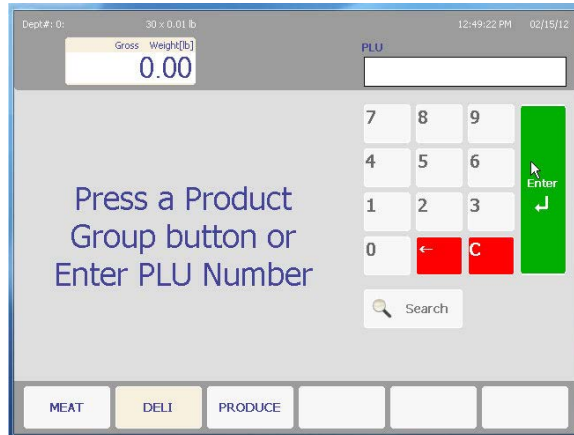 Dept#: 0:
30 x 0.01 lb
12:49:22 PM 02/15/12
Gross Weight[lb]
0.00
PLU
7 8 9
4 5 6
Enter
1 2 3
0 ← C
Search
Press a Product
Group button or
Enter PLU Number
MEAT DELI PRODUCE